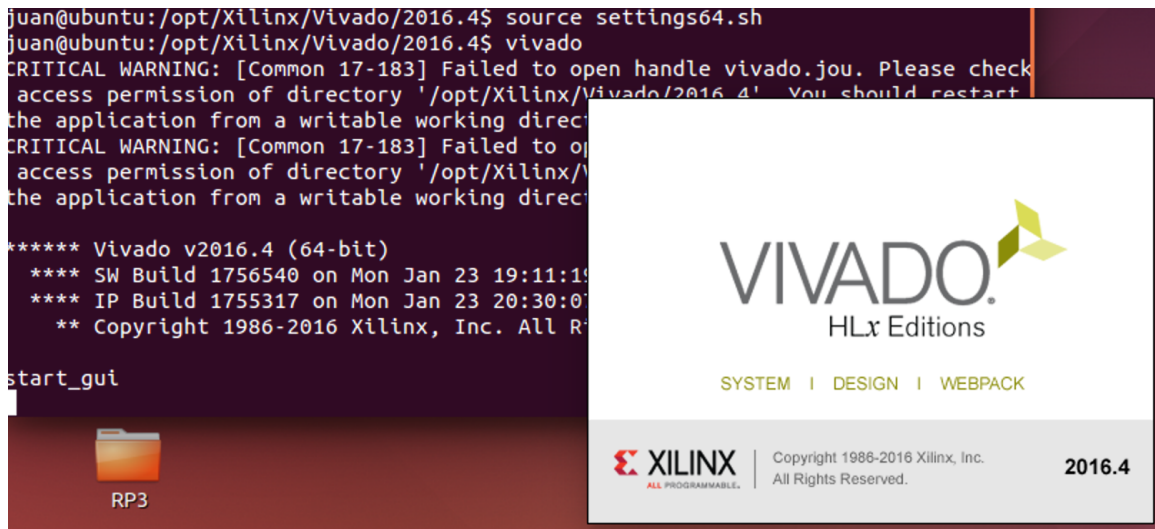 juan@ubuntu:/opt/Xilinx/Vivado/2016.4$ source settings64.sh
juan@ubuntu:/opt/Xilinx/Vivado/2016.4$ vivado
CRITICAL WARNING: [Common 17-183] Failed to open handle vivado.jou. Please check
access permission of directory '/opt/Xilinx/Vivado/2016.4'. You should restart
the application from a writable working direc
CRITICAL WARNING: [Common 17-183] Failed to op
access permission of directory '/opt/Xilinx/
the application from a writable working direc
****** Vivado v2016.4 (64-bit)
**** SW Build 1756540 on Mon Jan 23 19:11:19
**** IP Build 1755317 on Mon Jan 23 20:30:07
** Copyright 1986-2016 Xilinx, Inc. All Ri
start_gui
RP3
VIVADO®
HLx Editions
SYSTEM I DESIGN I WEBPACK
XILINX
ALL PROGRAMMABLE™
Copyright 1986-2016 Xilinx, Inc.
All Rights Reserved.
2016.4